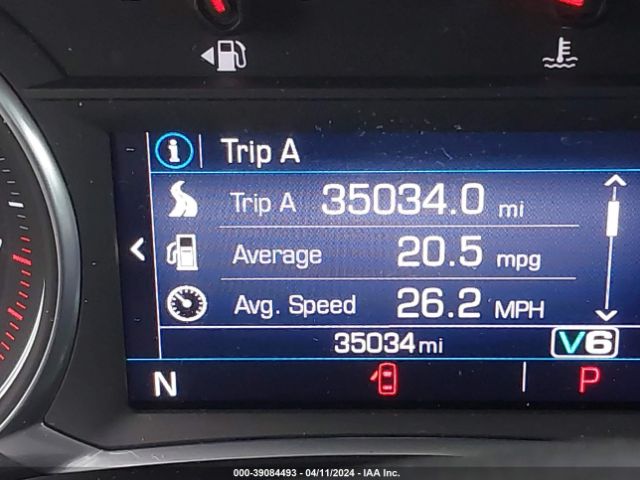 Trip A
Trip A 35034.0 mi
Average 20.5 mpg
Avg. Speed 26.2 MPH
35034 mi V6
N P
000-39084493 - 04/11/2024 - IAA Inc.